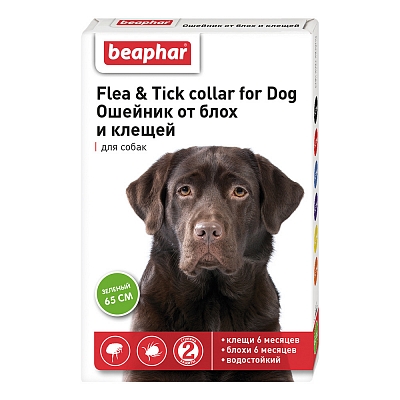 beaphar
Flea & Tick collar for Dog
Ошейник от блох
и клещей
для собак
ЗЕЛЕНЫЙ
65 СМ
2
• клещи 6 месяцев
• блохи 6 месяцев
• водостойкий